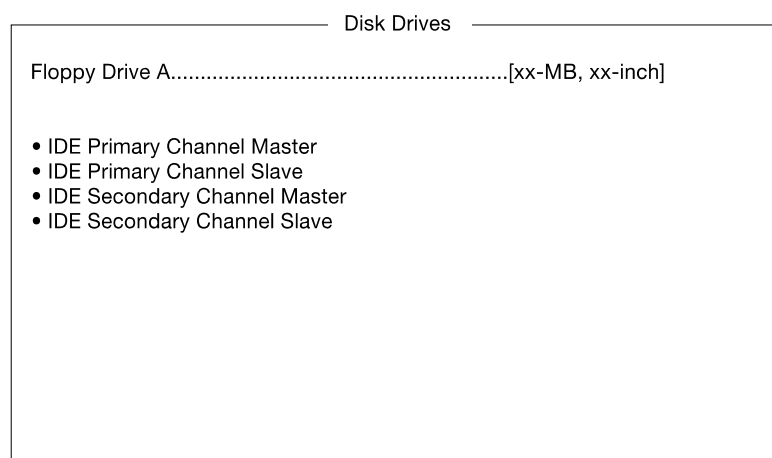 Disk Drives
Floppy Drive A.........................................................[xx-MB, xx-inch]
• IDE Primary Channel Master
• IDE Primary Channel Slave
• IDE Secondary Channel Master
• IDE Secondary Channel Slave